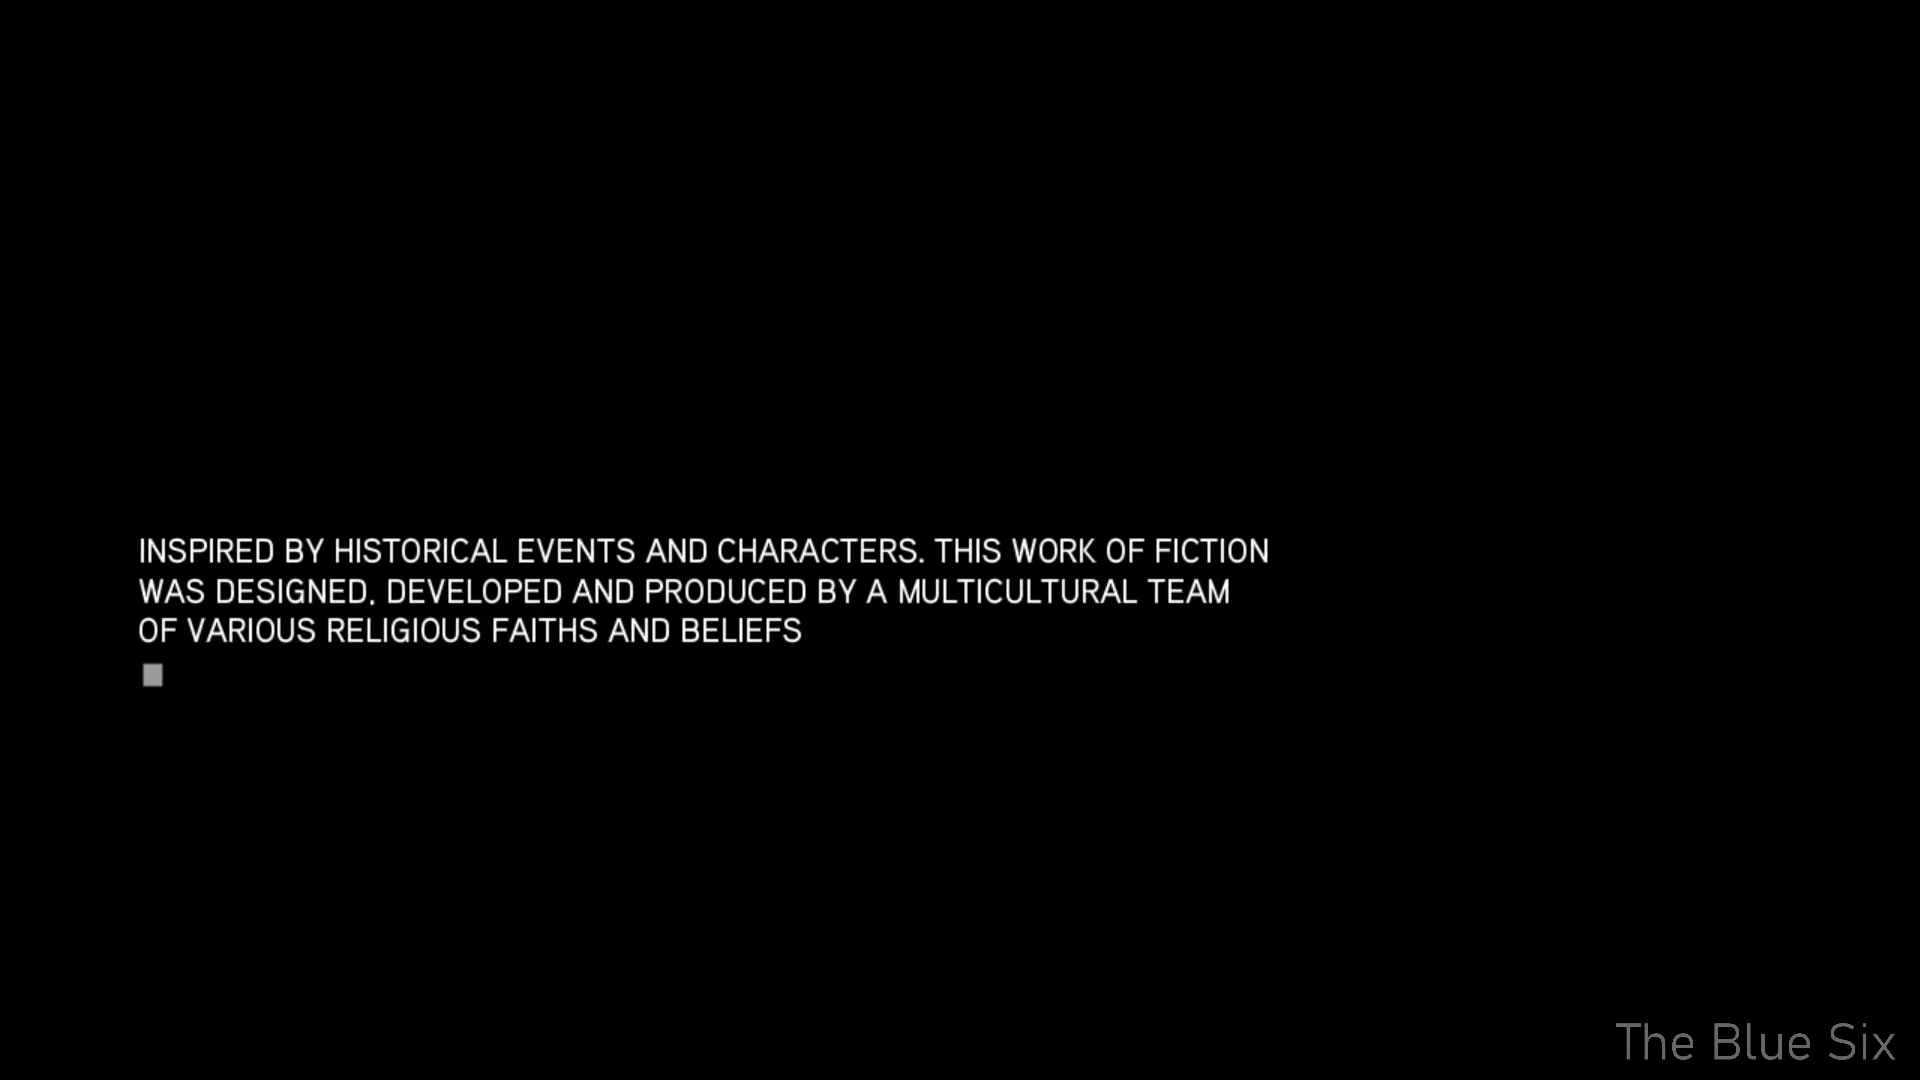 INSPIRED BY HISTORICAL EVENTS AND CHARACTERS. THIS WORK OF FICTION
WAS DESIGNED, DEVELOPED AND PRODUCED BY A MULTICULTURAL TEAM
OF VARIOUS RELIGIOUS FAITHS AND BELIEFS
The Blue Six